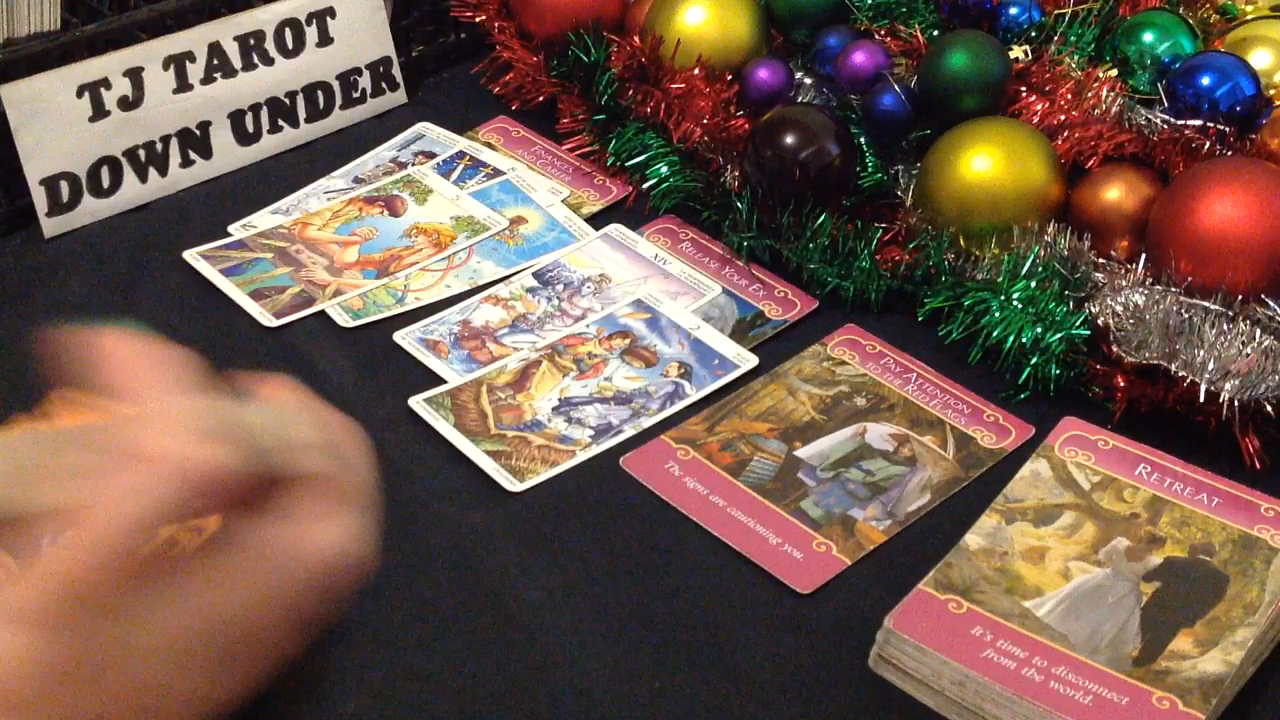 TJ TAROT
DOWN UNDER
FINANCES
AND CAREER
RELEASE YOUR EX
XIV
PAY ATTENTION
TO THE RED FLAGS
The signs are cautioning you.
RETREAT
It's time to disconnect
from the world.